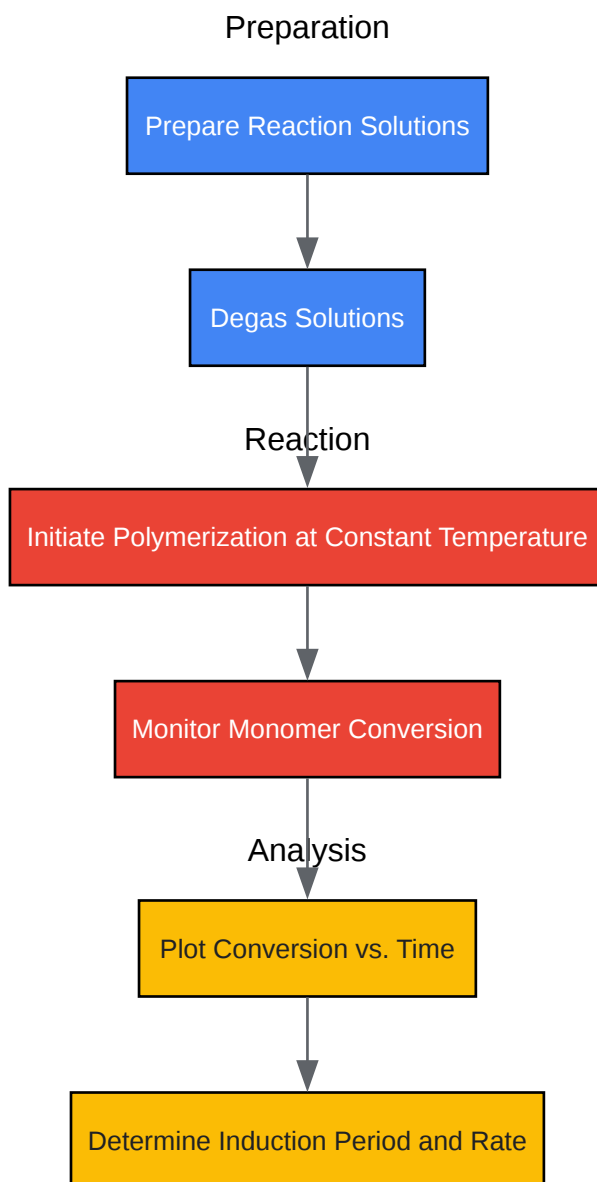 Preparation
Prepare Reaction Solutions
Degas Solutions
Reaction
Initiate Polymerization at Constant Temperature
Monitor Monomer Conversion
Analysis
Plot Conversion vs. Time
Determine Induction Period and Rate